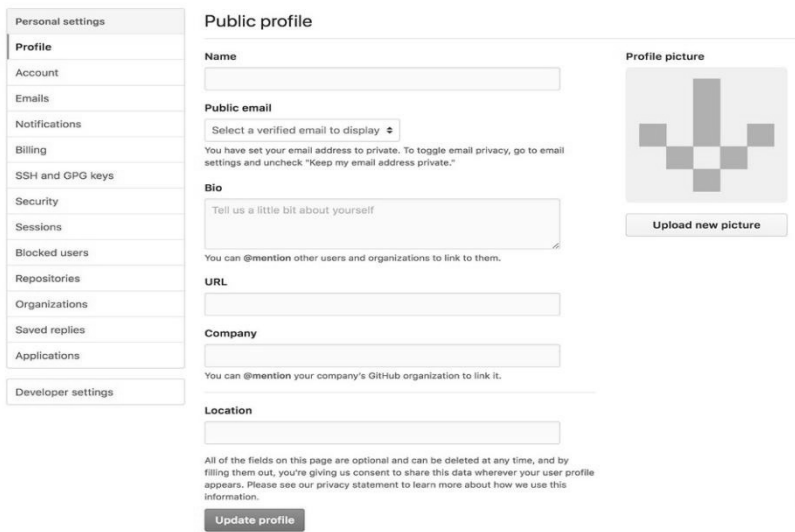 Personal settings
Profile
Account
Emails
Notifications
Billing
SSH and GPG keys
Security
Sessions
Blocked users
Repositories
Organizations
Saved replies
Applications
Developer settings
Public profile
Name
Public email
Select a verified email to display
You have set your email address to private. To toggle email privacy, go to email
settings and uncheck "Keep my email address private."
Bio
Tell us a little bit about yourself
You can @mention other users and organizations to link to them.
URL
Company
You can @mention your company's GitHub organization to link it.
Location
All of the fields on this page are optional and can be deleted at any time, and by
filling them out, you're giving us consent to share this data wherever your user profile
appears. Please see our privacy statement to learn more about how we use this
information.
Update profile
Profile picture
Upload new picture